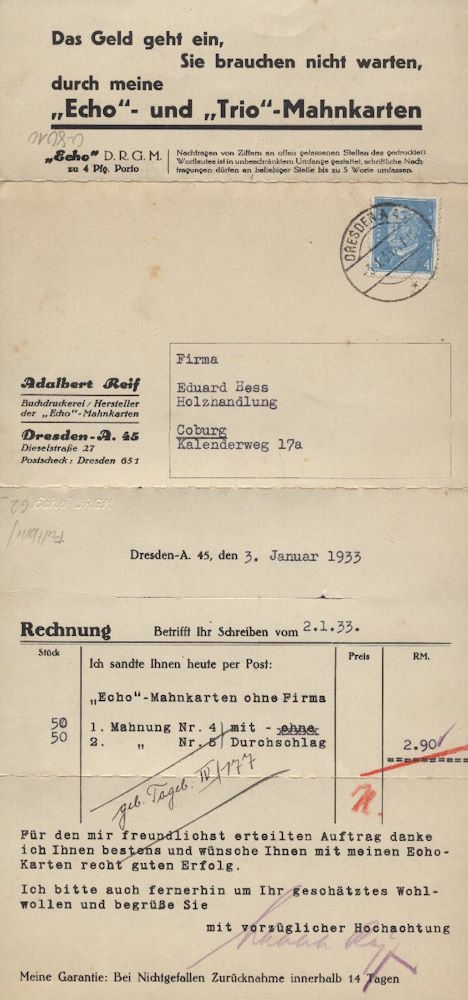 Das Geld geht ein,
Sie brauchen nicht warten,
durch meine
„Echo“- und „Trio“-Mahnkarten
„Echo“ D.R.G.M.
zu 4 Pfg. Porto
Nachtragen von Ziffern an offen gelassenen Stellen des gedruckten
Wortlautes ist in unbeschränktem Umfange gestattet, schriftliche Nach-
tragungen dürfen an beliebiger Stelle bis zu 5 Worte umfassen.
DRESDEN A
Firma
Eduard Hess
Holzhandlung
Coburg
Kalenderweg 17a
Adalbert Reif
Buchdruckerei / Hersteller
der „Echo“-Mahnkarten
Dresden-A. 45
Dieselstraße 27
Postscheck: Dresden 651
Echo D.R.G.M.
Dresden-A. 45, den 3. Januar 1933
Rechnung Betrifft Ihr Schreiben vom 2.1.33.
Stück Preis RM.
Ich sandte Ihnen heute per Post:
„Echo“-Mahnkarten ohne Firma
50 1. Mahnung Nr. 4 mit - ohne
50 2. „ Nr. 5 Durchschlag 2.90
geb. Tageb. IV/177
Für den mir freundlichst erteilten Auftrag danke
ich Ihnen bestens und wünsche Ihnen mit meinen Echo-
Karten recht guten Erfolg.
Ich bitte auch fernerhin um Ihr geschätztes Wohl-
wollen und begrüße Sie
mit vorzüglicher Hochachtung
Meine Garantie: Bei Nichtgefallen Zurücknahme innerhalb 14 Tagen